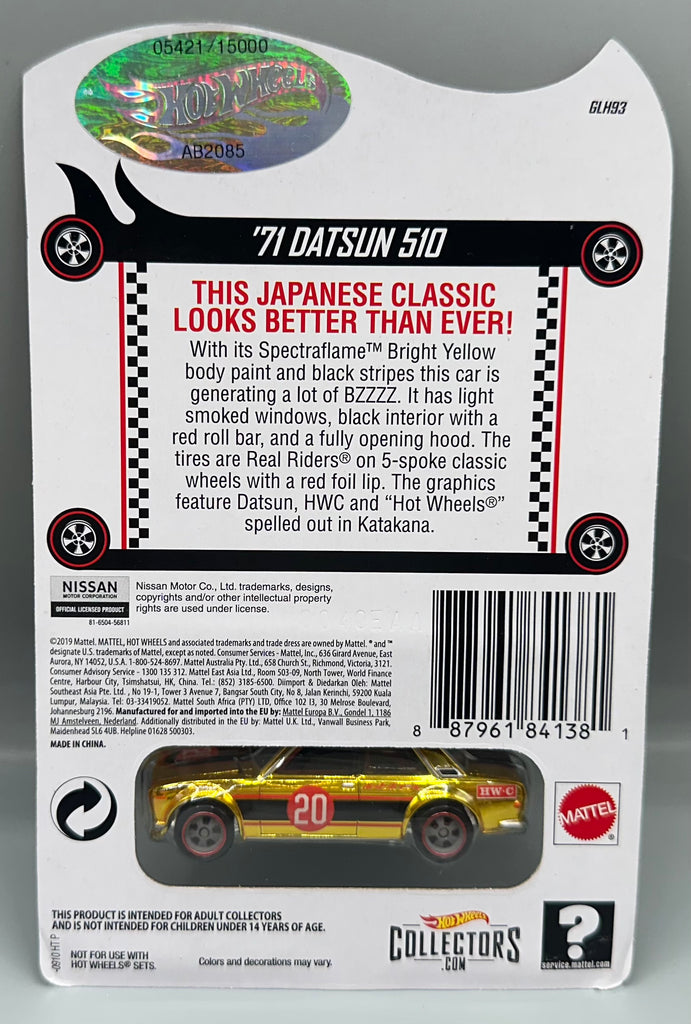 05421/15000
HOT WHEELS
AB2085
GLH93
'71 DATSUN 510
THIS JAPANESE CLASSIC
LOOKS BETTER THAN EVER!
With its Spectraflame™ Bright Yellow
body paint and black stripes this car is
generating a lot of BZZZZ. It has light
smoked windows, black interior with a
red roll bar, and a fully opening hood. The
tires are Real Riders® on 5-spoke classic
wheels with a red foil lip. The graphics
feature Datsun, HWC and “Hot Wheels®”
spelled out in Katakana.
NISSAN
MOTOR CORPORATION
OFFICIAL LICENSED PRODUCT
81-6504-56811
Nissan Motor Co., Ltd. trademarks, designs,
copyrights and/or other intellectual property
rights are used under license.
©2019 Mattel. MATTEL, HOT WHEELS and associated trademarks and trade dress are owned by Mattel. ® and ™
designate U.S. trademarks of Mattel, except as noted. Consumer Services - Mattel, Inc., 636 Girard Avenue, East
Aurora, NY 14052, U.S.A. 1-800-524-8697. Mattel Australia Pty. Ltd., 658 Church St., Richmond, Victoria, 3121.
Consumer Advisory Service - 1300 135 312. Mattel East Asia Ltd., Room 503-09, North Tower, World Finance
Centre, Harbour City, Tsimshatsui, HK, China. Tel.: (852) 3185-6500. Diimport & Diedarkan Oleh: Mattel
Southeast Asia Pte. Ltd. , No 19-1, Tower 3 Avenue 7, Bangsar South City, No 8, Jalan Kerinchi, 59200 Kuala
Lumpur, Malaysia. Tel: 03-33419052. Mattel South Africa (PTY) LTD, Office 102 I3, 30 Melrose Boulevard,
Johannesburg 2196. Manufactured for and imported into the EU by: Mattel Europa B.V., Gondel 1, 1186
MJ Amstelveen, Nederland. Additionally distributed in the EU by: Mattel U.K. Ltd., Vanwall Business Park,
Maidenhead SL6 4UB. Helpline 01628 500303.
MADE IN CHINA.
8 87961 84138 1
20
HW·C
MATTEL
®
THIS PRODUCT IS INTENDED FOR ADULT COLLECTORS
AND IS NOT INTENDED FOR CHILDREN UNDER 14 YEARS OF AGE.
-0910 HT P
NOT FOR USE WITH
HOT WHEELS® SETS.
Colors and decorations may vary.
HOT WHEELS
COLLECTORS
.COM
?
service.mattel.com